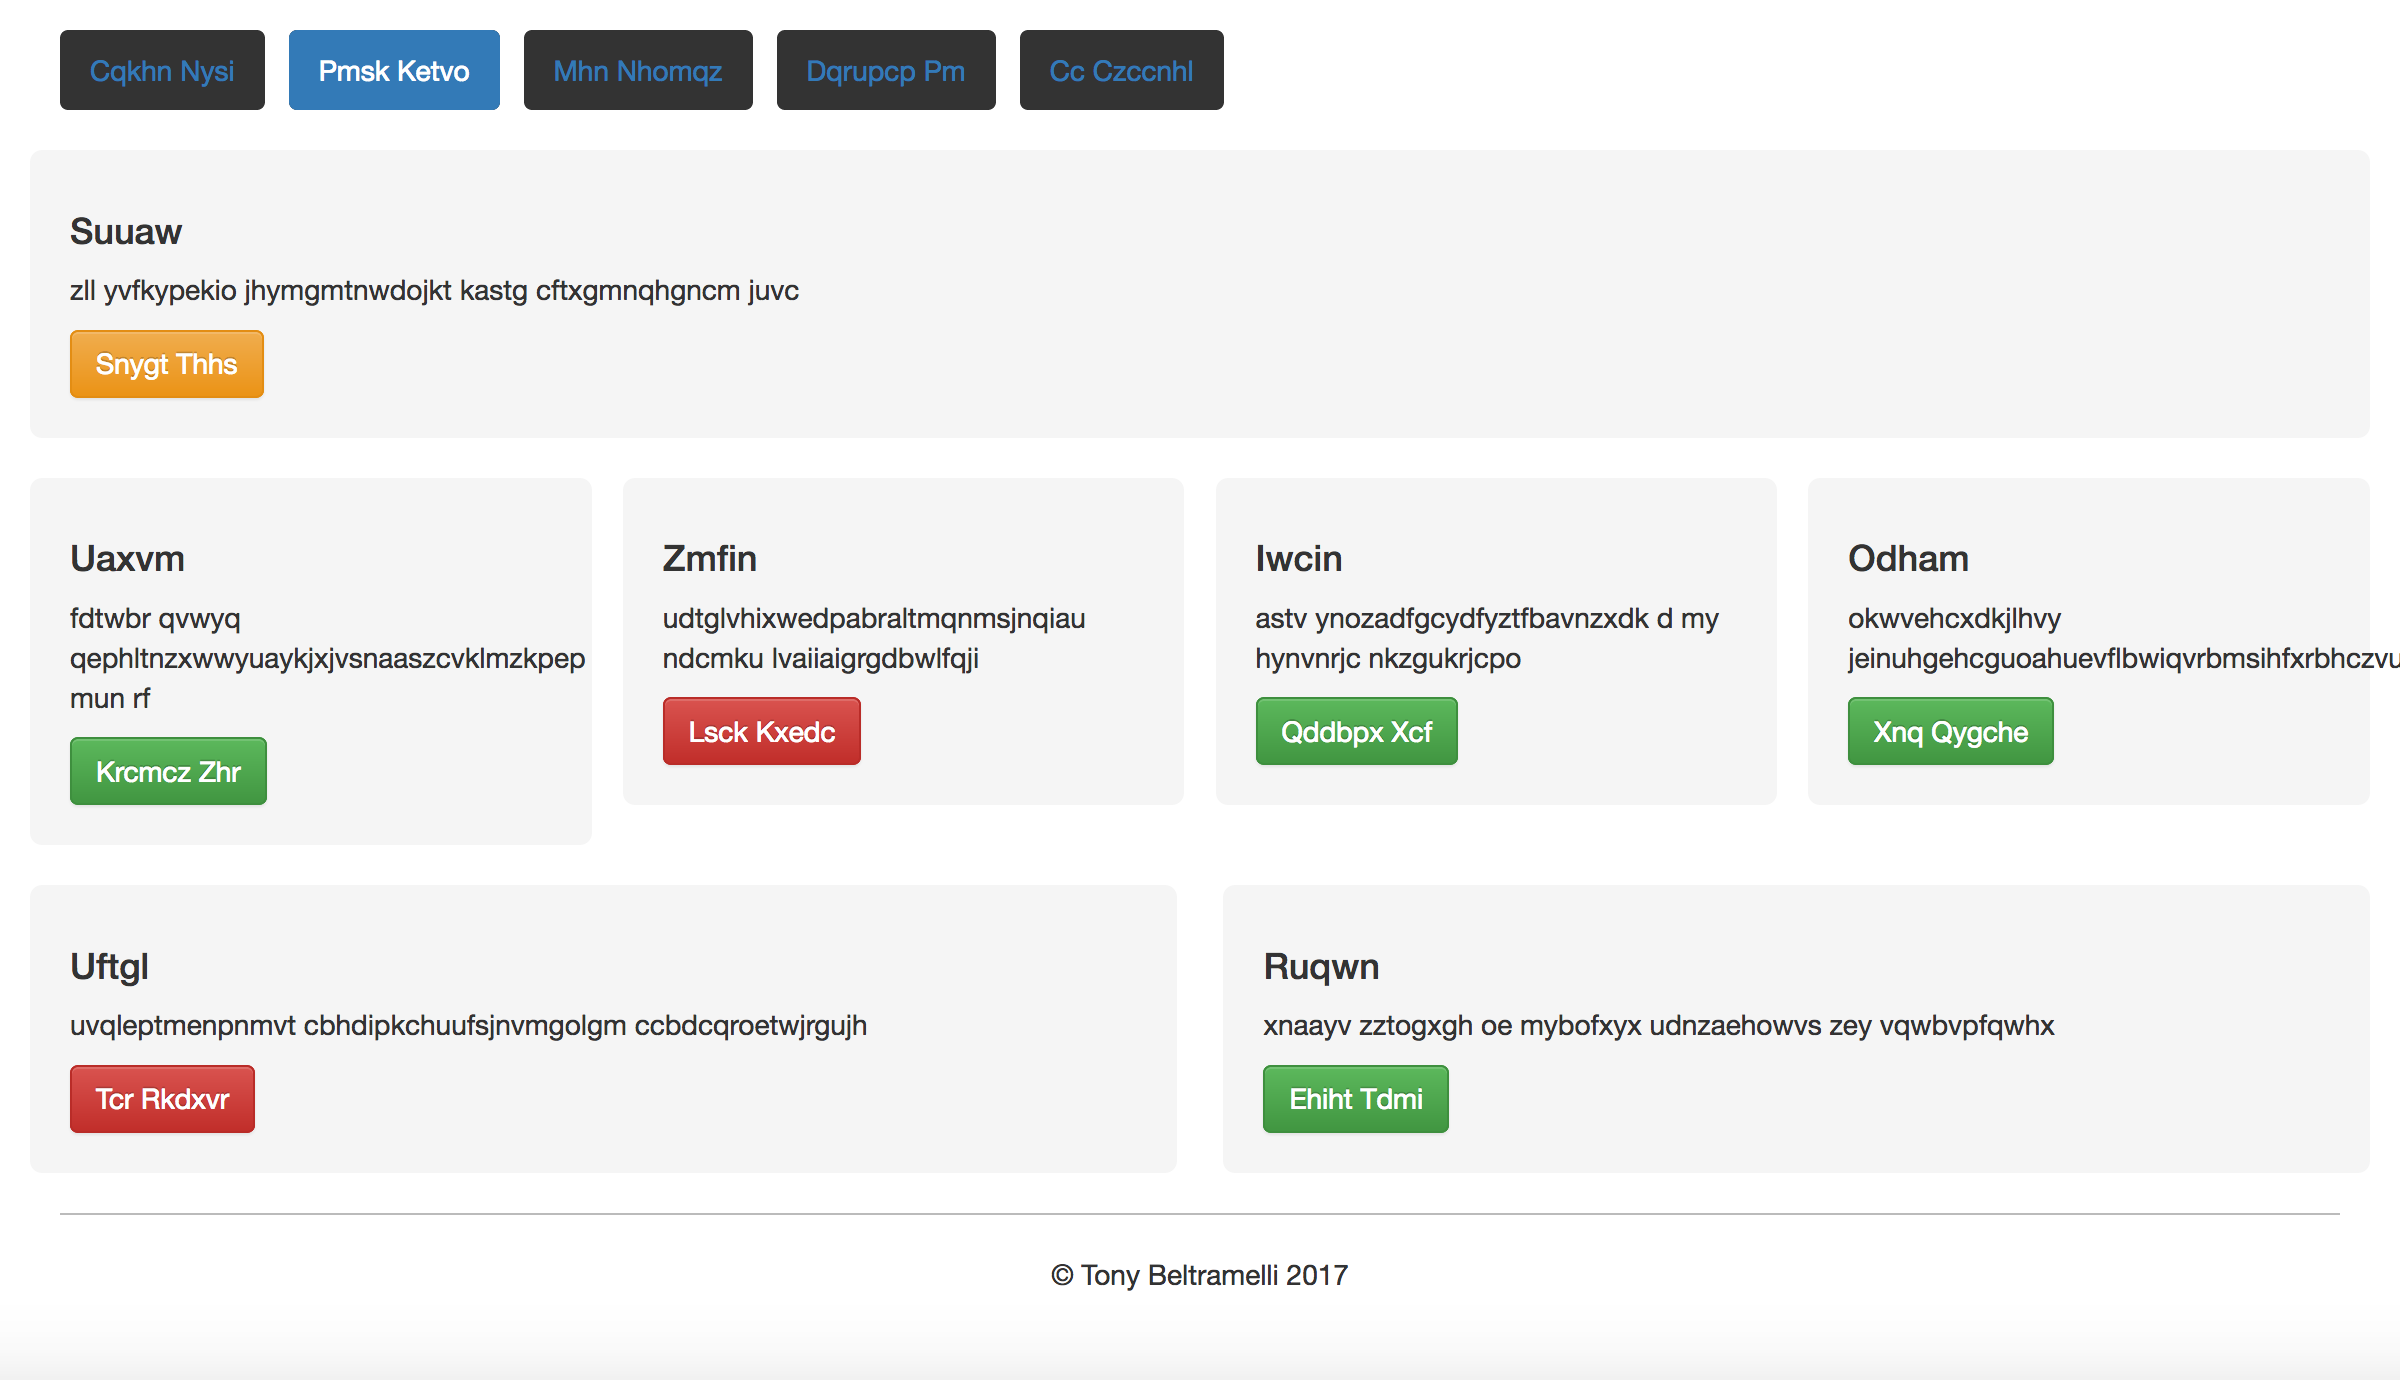 Cqkhn Nysi
Pmsk Ketvo
Mhn Nhomqz
Dqrupcp Pm
Cc Czccnhl
Suuaw
zll yvfkypekio jhymgmtnwdojkt kastg cftxgmnqhgncm juvc
Snygt Thhs
Uaxvm
fdtwbr qvwyq
qephltnzxwwyuaykjxjvsnaaszcvklmzkpep
mun rf
Krcmcz Zhr
Zmfin
udtglvhixwedpabraltmqnmsjnqiau
ndcmku lvaiiaigrgdbwlfqji
Lsck Kxedc
Iwcin
astv ynozadfgcydfyztfbavnzxdk d my
hynvnrjc nkzgukrjcpo
Qddbpx Xcf
Odham
okwvehcxdkjlhvy
jeinuhgehcguoahuevflbwiqvrbmsihfxrbhczvu
Xnq Qygche
Uftgl
uvqleptmenpnmvt cbhdipkchuufsjnvmgolgm ccbdcqroetwjrgujh
Tcr Rkdxvr
Ruqwn
xnaayv zztogxgh oe mybofxyx udnzaehowvs zey vqwbvpfqwhx
Ehiht Tdmi
© Tony Beltramelli 2017